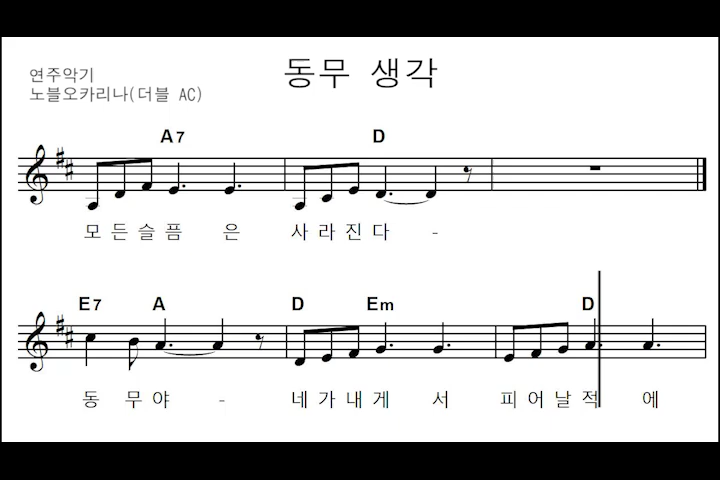 동무 생각
연주악기
노블오카리나(더블 AC)
A7 D
모든슬픔 은 사라진다 -
E7 A D Em D
동 무야 - 네가내게 서 피어날적 에